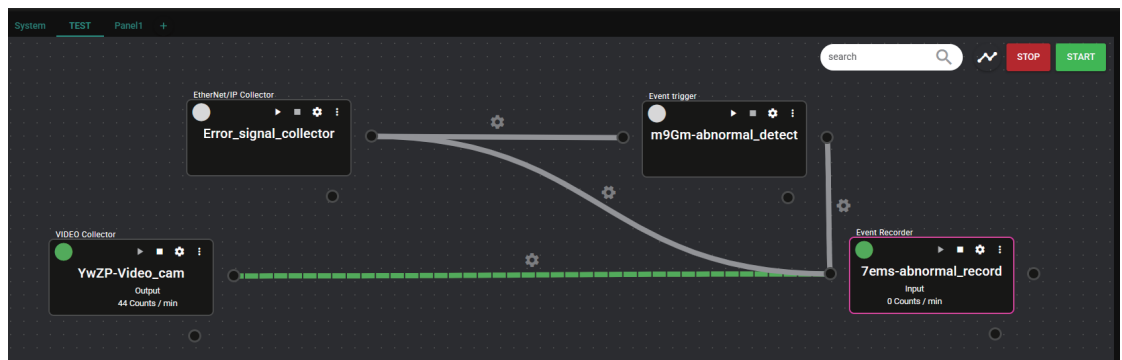 System TEST Panel1 +
search STOP START
EtherNet/IP Collector
Error_signal_collector
Event trigger
m9Gm-abnormal_detect
VIDEO Collector
YwZP-Video_cam
Output
44 Counts / min
Event Recorder
7ems-abnormal_record
Input
0 Counts / min